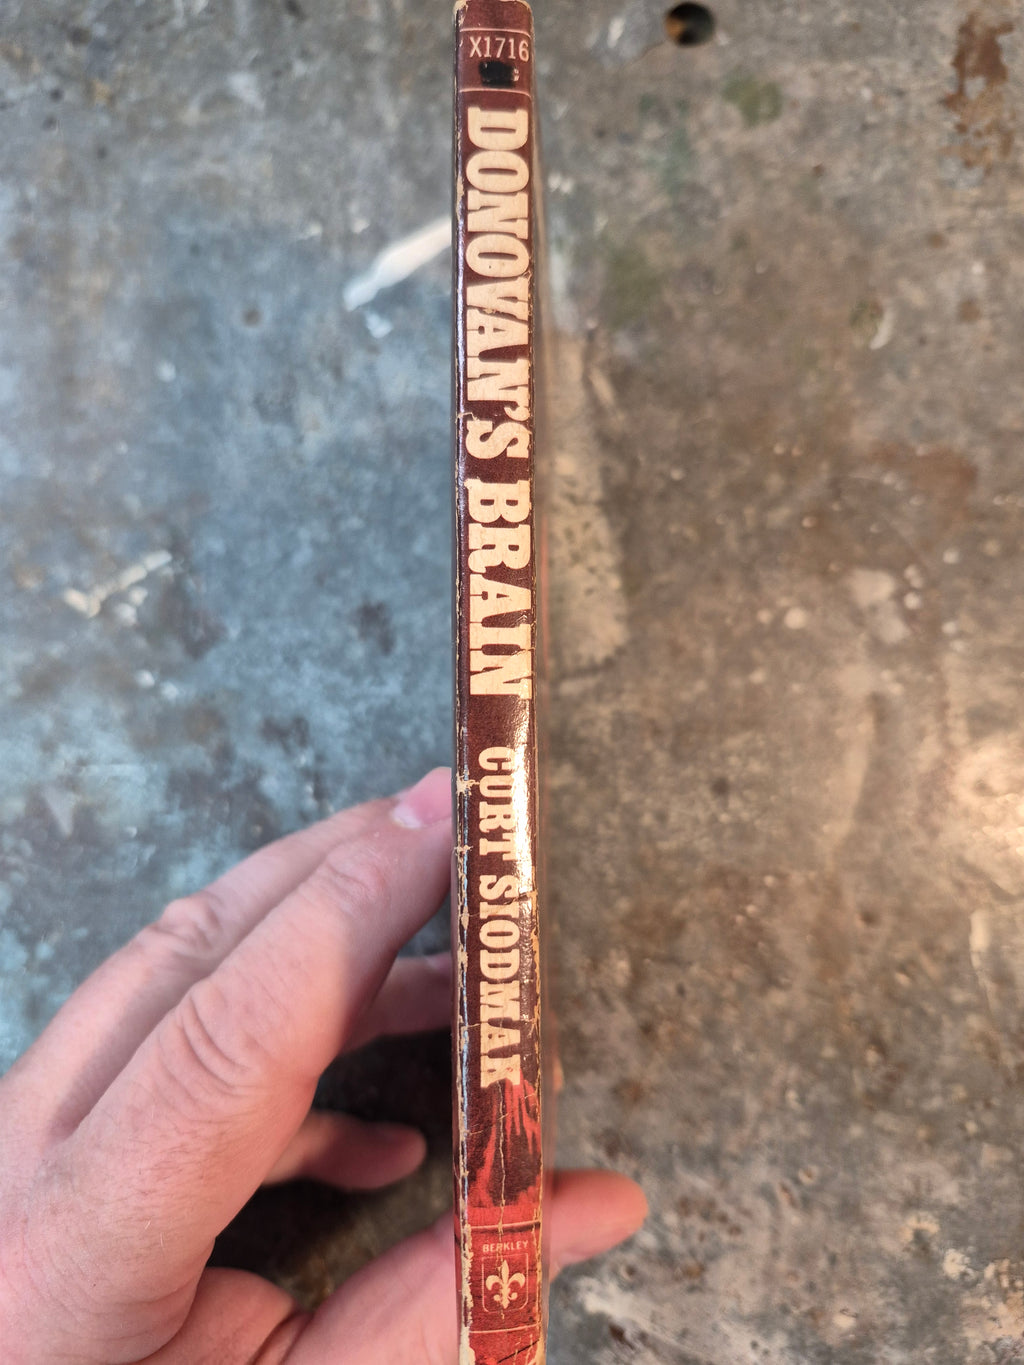 X1716
DONOVAN'S BRAIN
CURT SIODMAK
BERKLEY